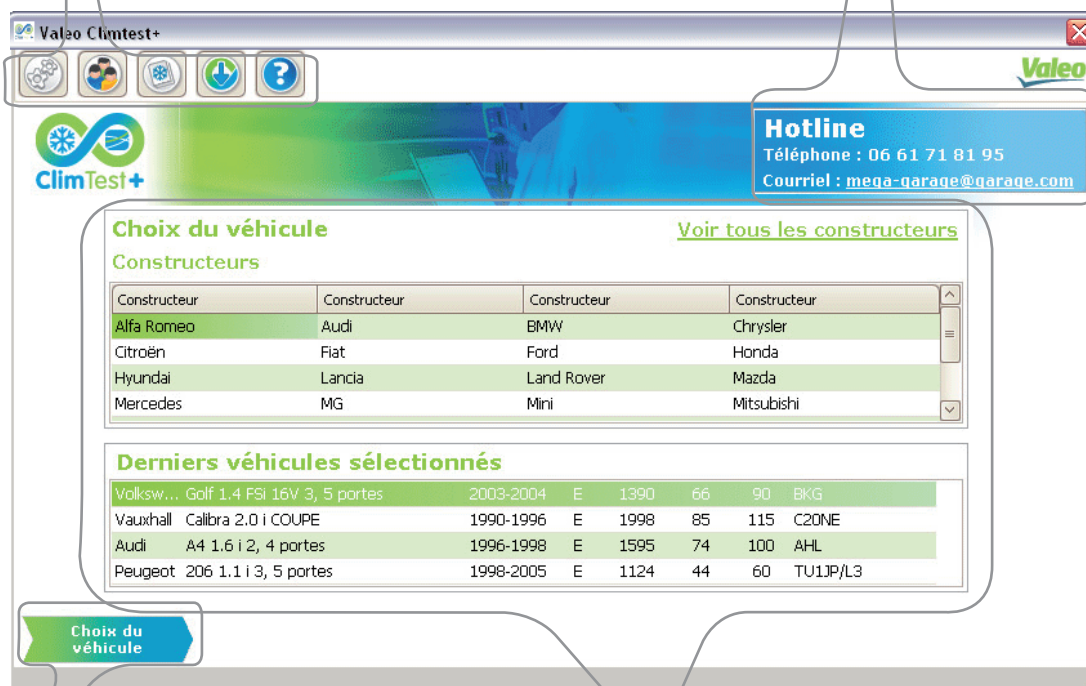 Valeo Climtest+
Valeo
ClimTest+
Hotline
Téléphone : 06 61 71 81 95
Courriel : mega-garage@garage.com
Choix du véhicule
Voir tous les constructeurs
Constructeurs
Constructeur Constructeur Constructeur Constructeur
Alfa Romeo Audi BMW Chrysler
Citroën Fiat Ford Honda
Hyundai Lancia Land Rover Mazda
Mercedes MG Mini Mitsubishi
Derniers véhicules sélectionnés
Volksw... Golf 1.4 FSi 16V 3, 5 portes 2003-2004 E 1390 66 90 BKG
Vauxhall Calibra 2.0 i COUPE 1990-1996 E 1998 85 115 C20NE
Audi A4 1.6 i 2, 4 portes 1996-1998 E 1595 74 100 AHL
Peugeot 206 1.1 i 3, 5 portes 1998-2005 E 1124 44 60 TU1JP/L3
Choix du
véhicule